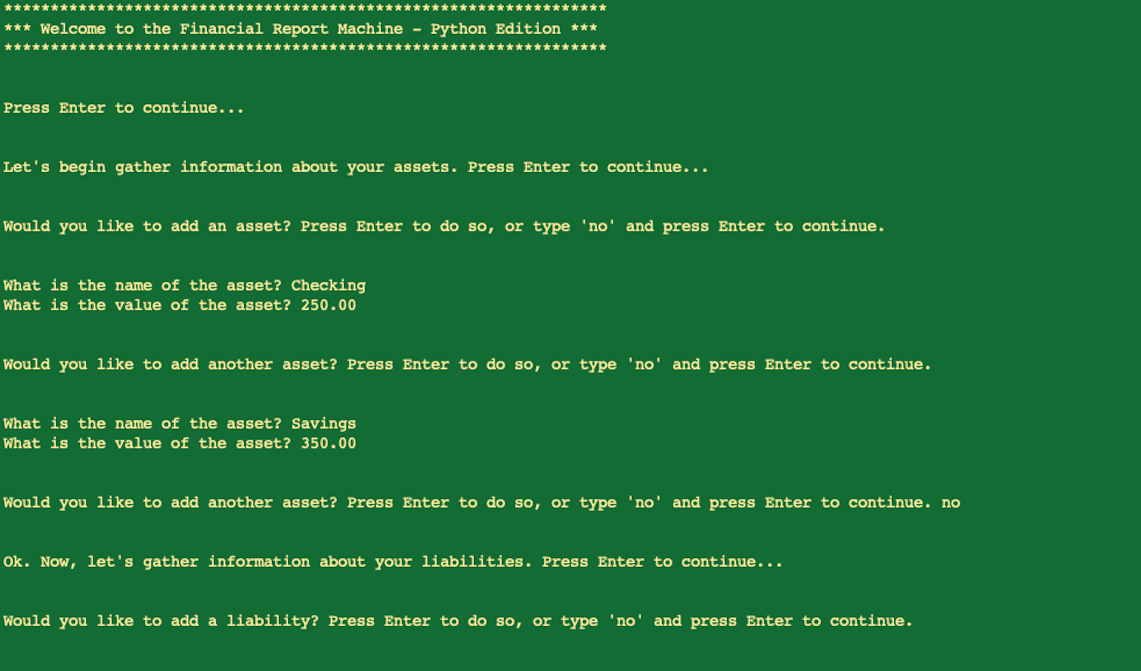 *****************************************************************
*** Welcome to the Financial Report Machine - Python Edition ***
*****************************************************************
Press Enter to continue...
Let's begin gather information about your assets. Press Enter to continue...
Would you like to add an asset? Press Enter to do so, or type 'no' and press Enter to continue.
What is the name of the asset? Checking
What is the value of the asset? 250.00
Would you like to add another asset? Press Enter to do so, or type 'no' and press Enter to continue.
What is the name of the asset? Savings
What is the value of the asset? 350.00
Would you like to add another asset? Press Enter to do so, or type 'no' and press Enter to continue. no
Ok. Now, let's gather information about your liabilities. Press Enter to continue...
Would you like to add a liability? Press Enter to do so, or type 'no' and press Enter to continue.